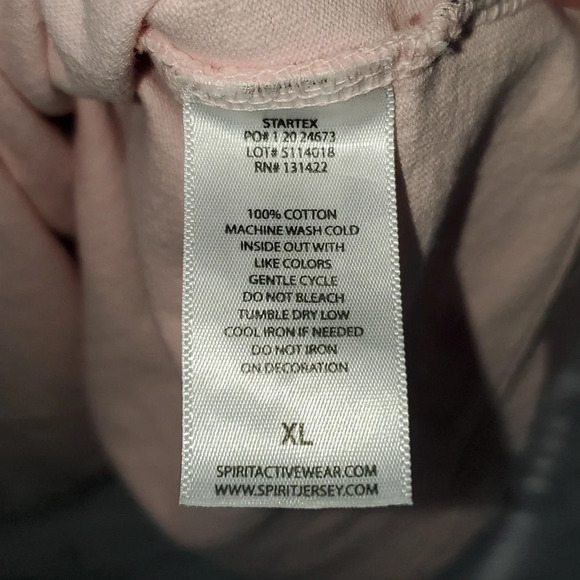 STARTEX
PO# 1 20 24673
LOT# S114018
RN# 131422
100% COTTON
MACHINE WASH COLD
INSIDE OUT WITH
LIKE COLORS
GENTLE CYCLE
DO NOT BLEACH
TUMBLE DRY LOW
COOL IRON IF NEEDED
DO NOT IRON
ON DECORATION
XL
SPIRITACTIVEWEAR.COM
WWW.SPIRITJERSEY.COM